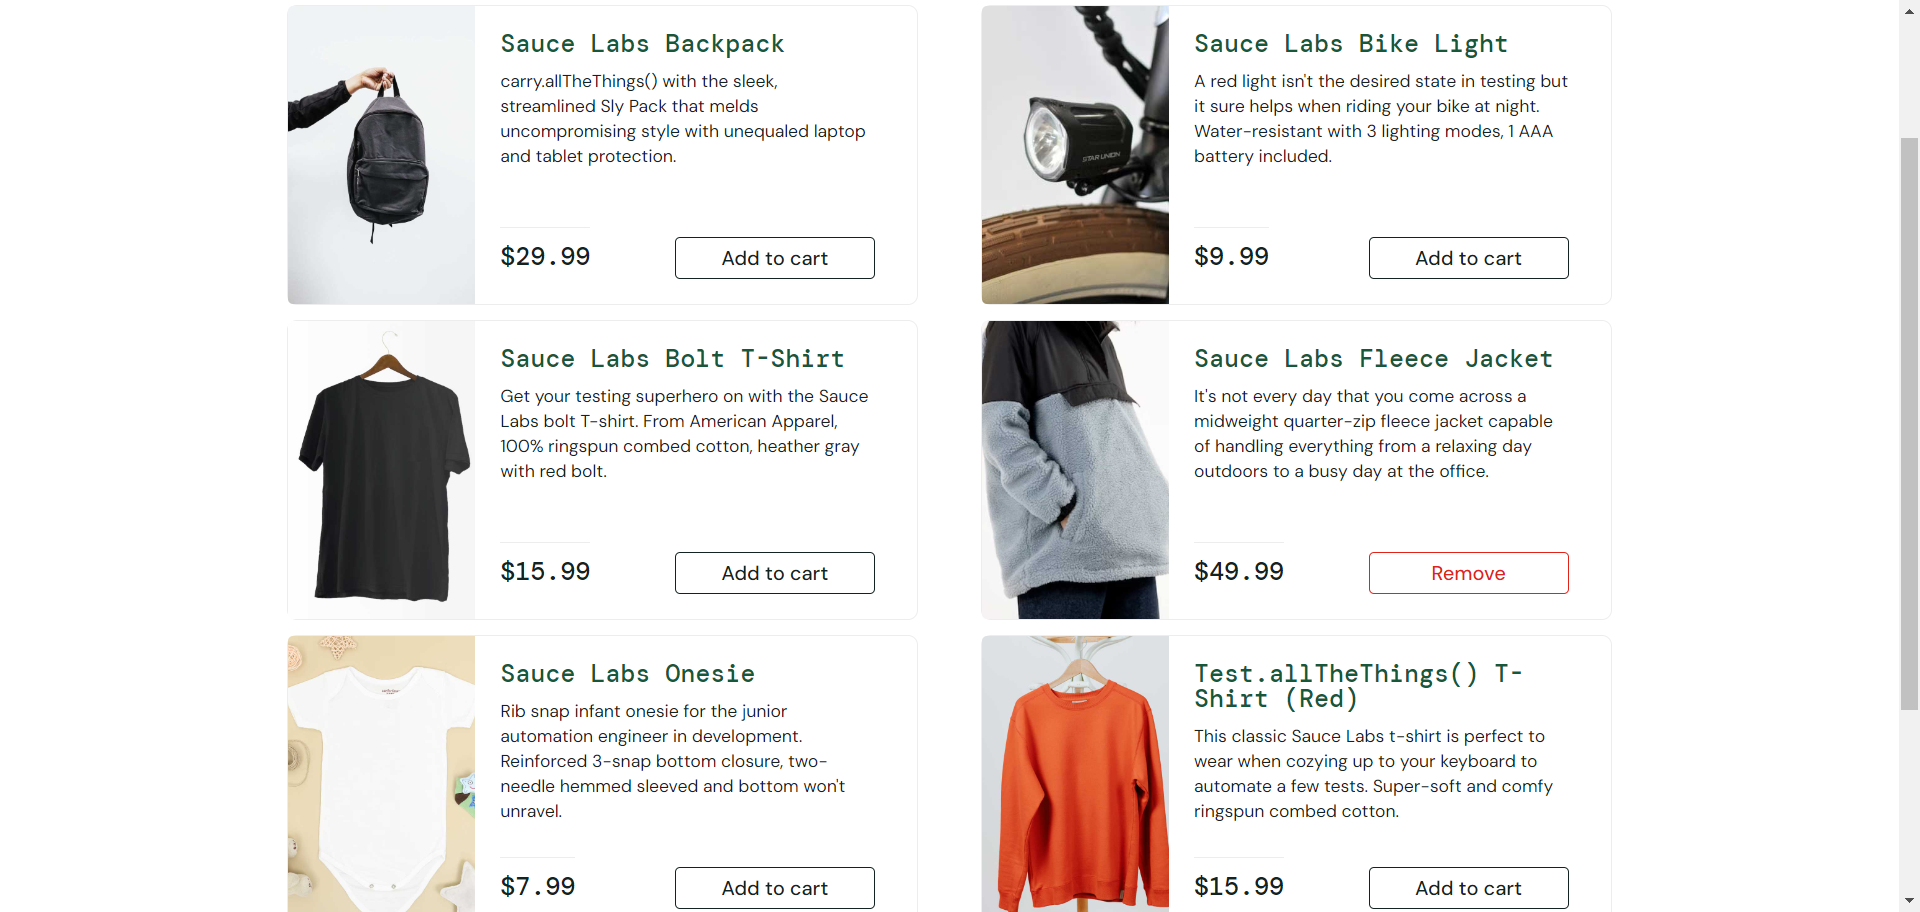 Sauce Labs Backpack
carry.allTheThings() with the sleek,
streamlined Sly Pack that melds
uncompromising style with unequaled laptop
and tablet protection.
$29.99
Add to cart
Sauce Labs Bike Light
A red light isn't the desired state in testing but
it sure helps when riding your bike at night.
Water-resistant with 3 lighting modes, 1 AAA
battery included.
STAR UNION
$9.99
Add to cart
Sauce Labs Bolt T-Shirt
Get your testing superhero on with the Sauce
Labs bolt T-shirt. From American Apparel,
100% ringspun combed cotton, heather gray
with red bolt.
$15.99
Add to cart
Sauce Labs Fleece Jacket
It's not every day that you come across a
midweight quarter-zip fleece jacket capable
of handling everything from a relaxing day
outdoors to a busy day at the office.
$49.99
Remove
Sauce Labs Onesie
Rib snap infant onesie for the junior
automation engineer in development.
Reinforced 3-snap bottom closure, two-
needle hemmed sleeved and bottom won't
unravel.
$7.99
Add to cart
Test.allTheThings() T-
Shirt (Red)
This classic Sauce Labs t-shirt is perfect to
wear when cozying up to your keyboard to
automate a few tests. Super-soft and comfy
ringspun combed cotton.
$15.99
Add to cart